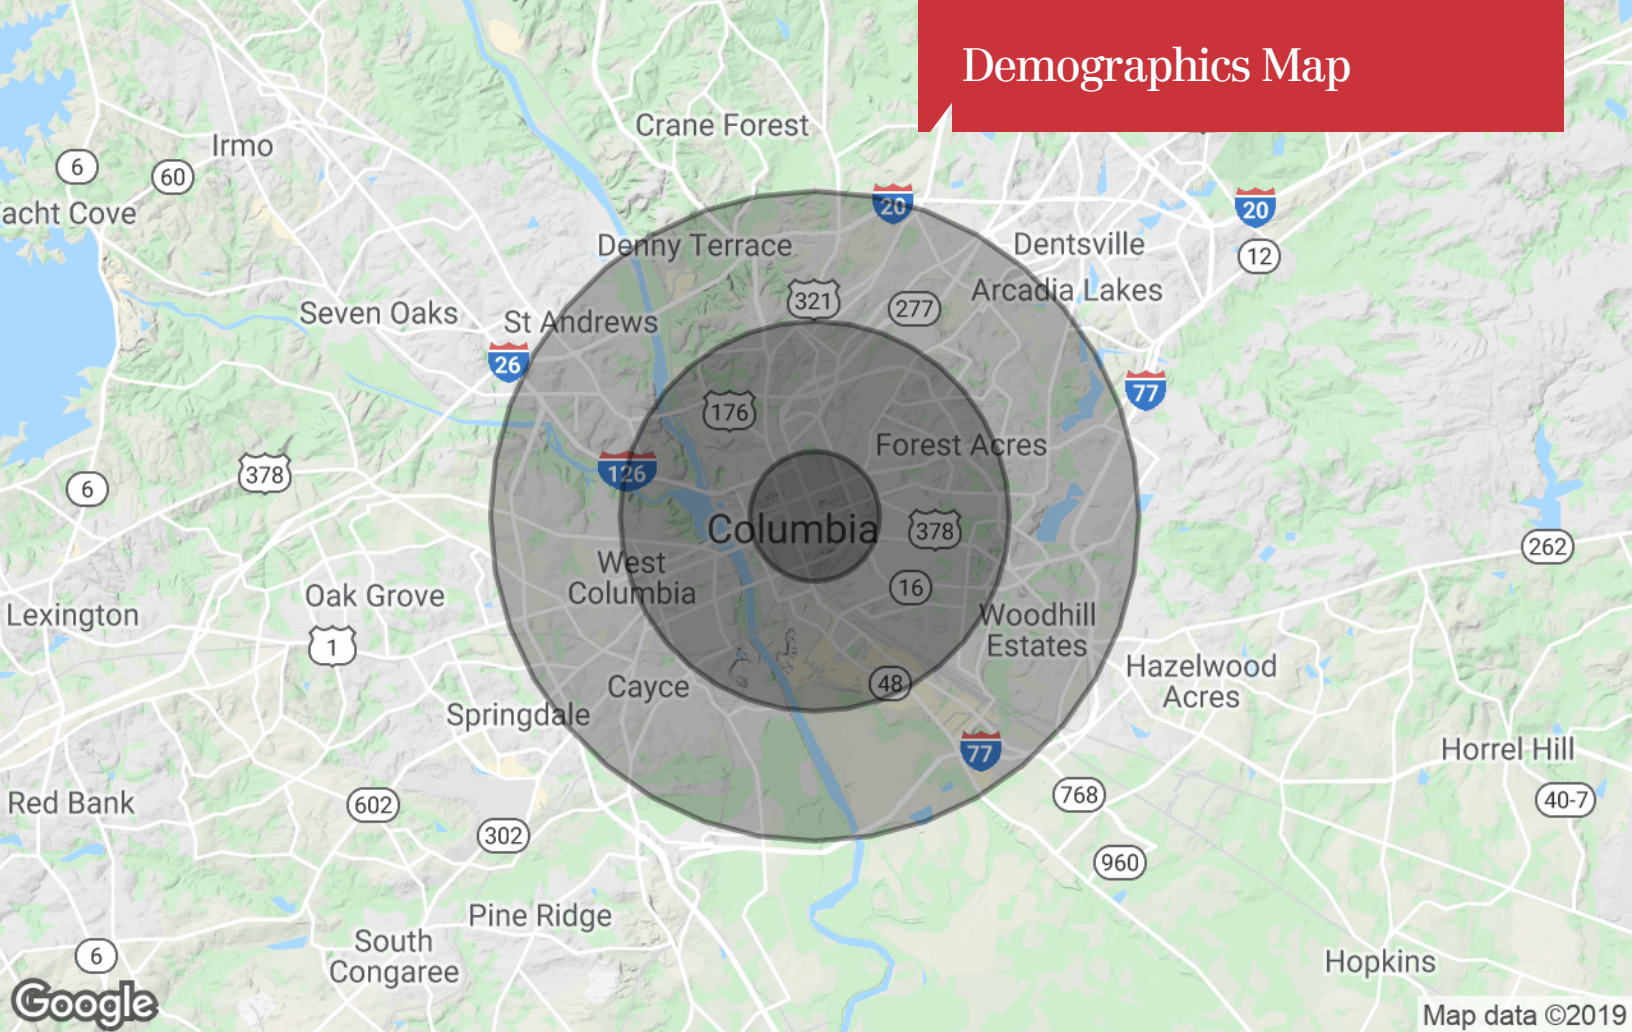 Demographics Map
Crane Forest
Irmo
6
60
acht Cove
20
20
Denny Terrace
Dentsville
12
Arcadia Lakes
321
277
Seven Oaks
St Andrews
26
77
176
Forest Acres
126
378
6
Columbia
378
262
West
Columbia
16
Oak Grove
Lexington
1
Woodhill
Estates
Hazelwood
Acres
Cayce
48
Springdale
77
Horrel Hill
Red Bank
602
768
40-7
302
960
Pine Ridge
South
Congaree
6
Hopkins
Google
Map data ©2019